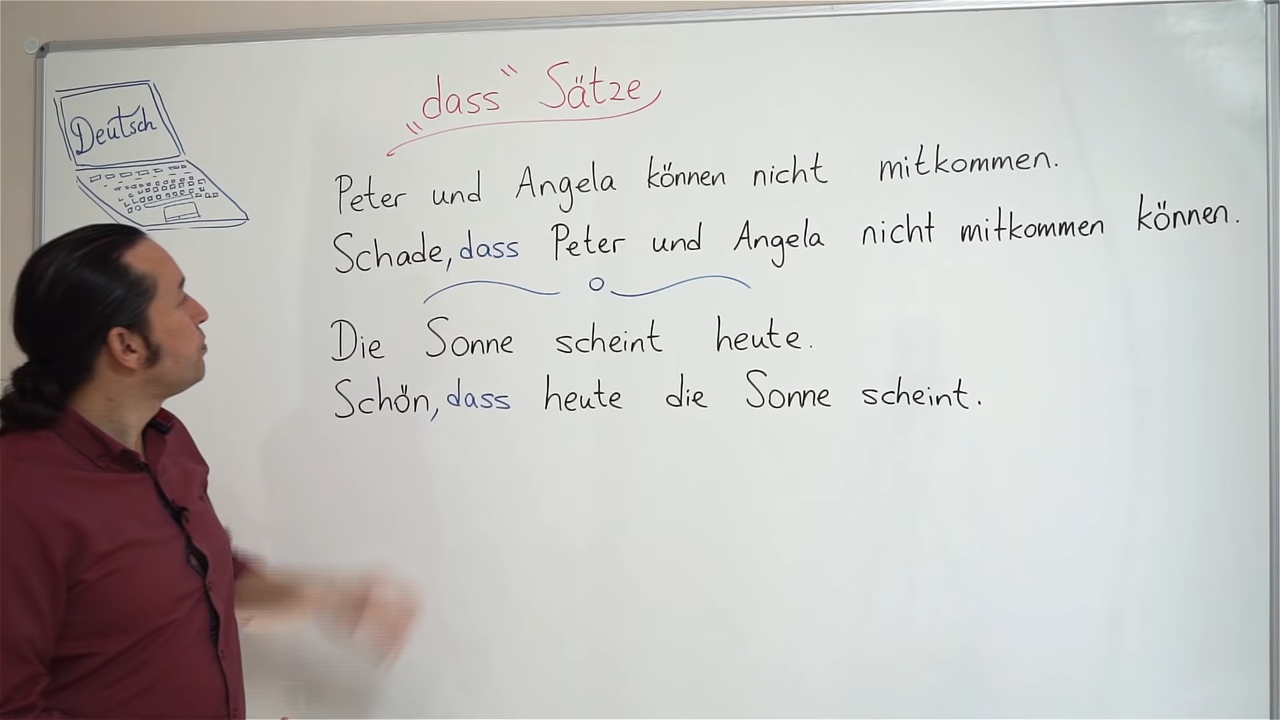 Deutsch
„dass“ Sätze
Peter und Angela können nicht mitkommen.
Schade, dass Peter und Angela nicht mitkommen können.
Die Sonne scheint heute.
Schön, dass heute die Sonne scheint.